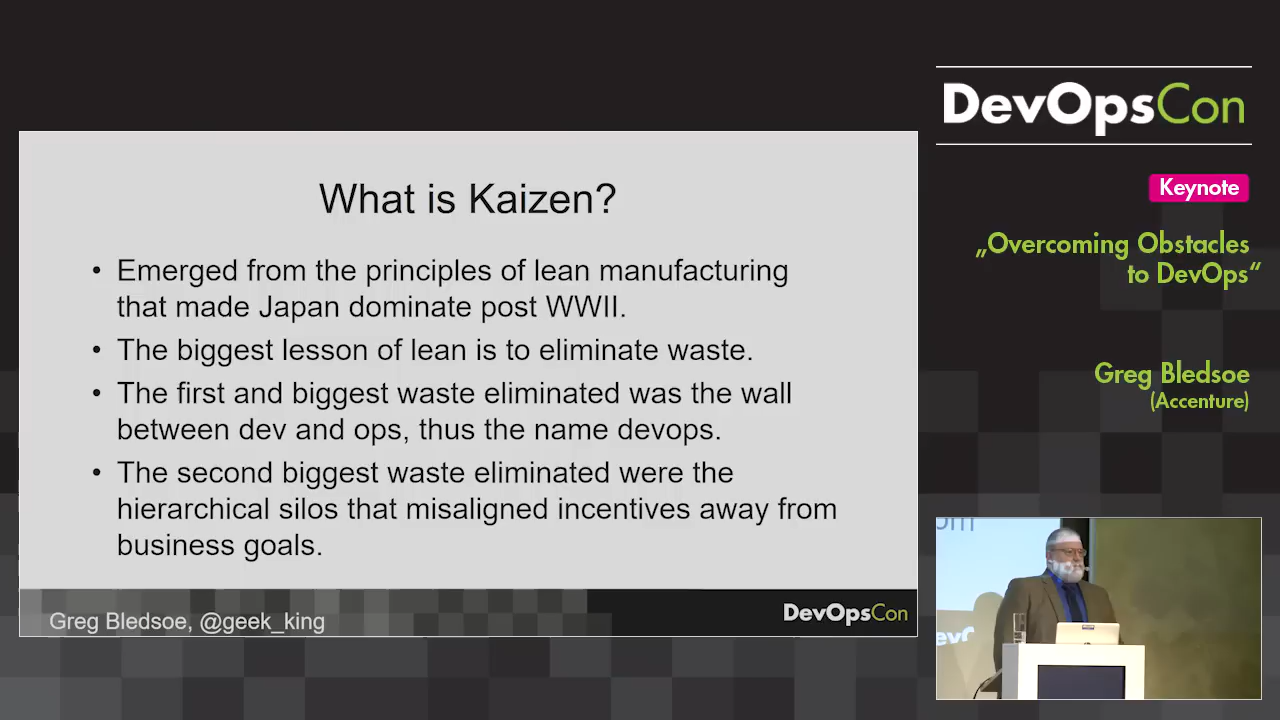 What is Kaizen?
• Emerged from the principles of lean manufacturing
that made Japan dominate post WWII.
• The biggest lesson of lean is to eliminate waste.
• The first and biggest waste eliminated was the wall
between dev and ops, thus the name devops.
• The second biggest waste eliminated were the
hierarchical silos that misaligned incentives away from
business goals.
Greg Bledsoe, @geek_king
DevOpsCon
DevOpsCon
Keynote
„Overcoming Obstacles
to DevOps“
Greg Bledsoe
(Accenture)